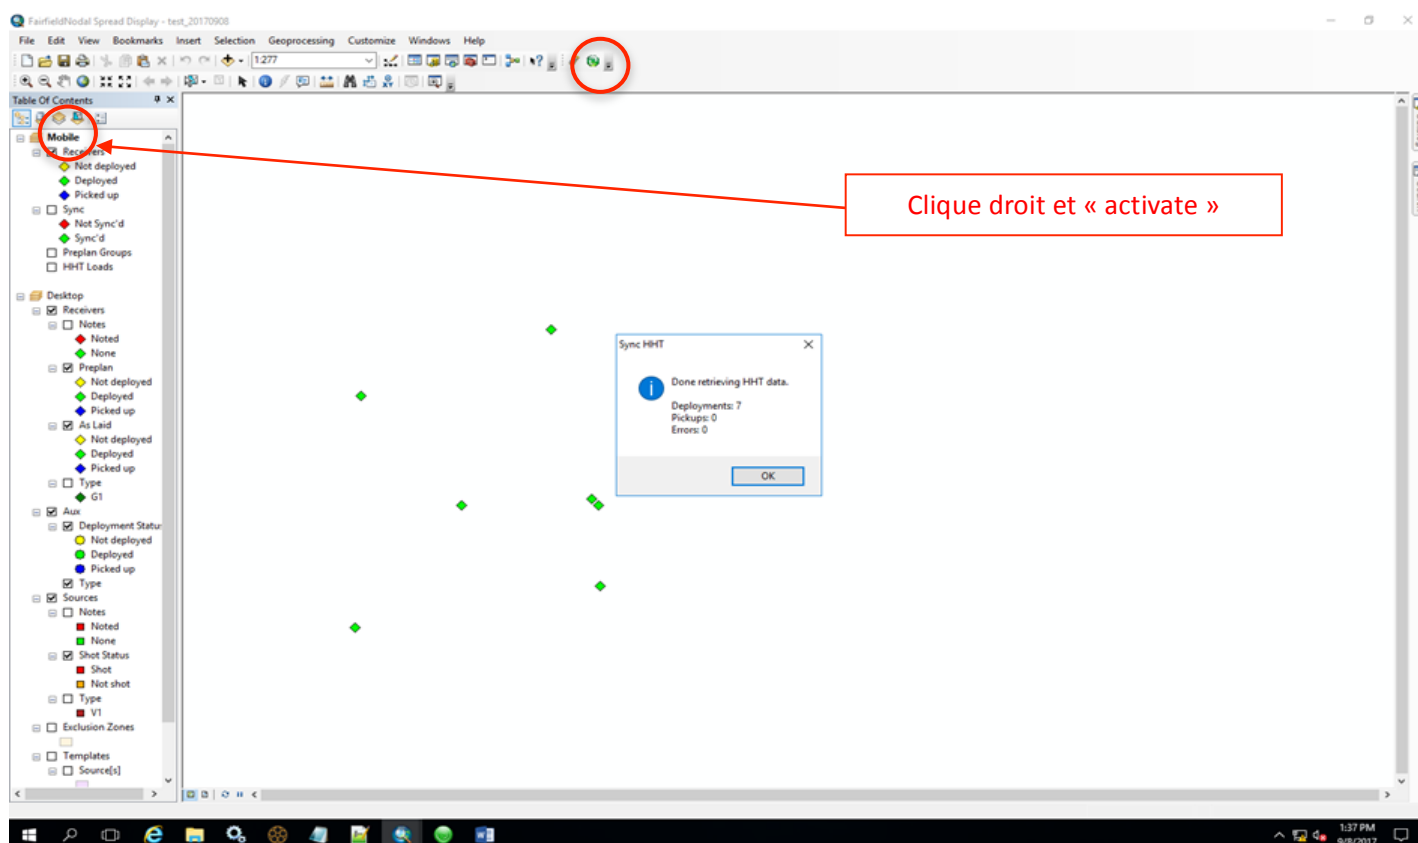 FairfieldNodal Spread Display - test_20170908
File Edit View Bookmarks Insert Selection Geoprocessing Customize Windows Help
1:277
Table Of Contents
Mobile
Receivers
Not deployed
Deployed
Picked up
Sync
Not Sync'd
Sync'd
Preplan Groups
HHT Loads
Desktop
Receivers
Notes
Noted
None
Preplan
Not deployed
Deployed
Picked up
As Laid
Not deployed
Deployed
Picked up
Type
G1
Aux
Deployment Statu
Not deployed
Deployed
Picked up
Type
Sources
Notes
Noted
None
Shot Status
Shot
Not shot
Type
V1
Exclusion Zones
Templates
Source[s]
Clique droit et « activate »
Sync HHT
Done retrieving HHT data.
Deployments: 7
Pickups: 0
Errors: 0
OK
1:37 PM
9/8/2017